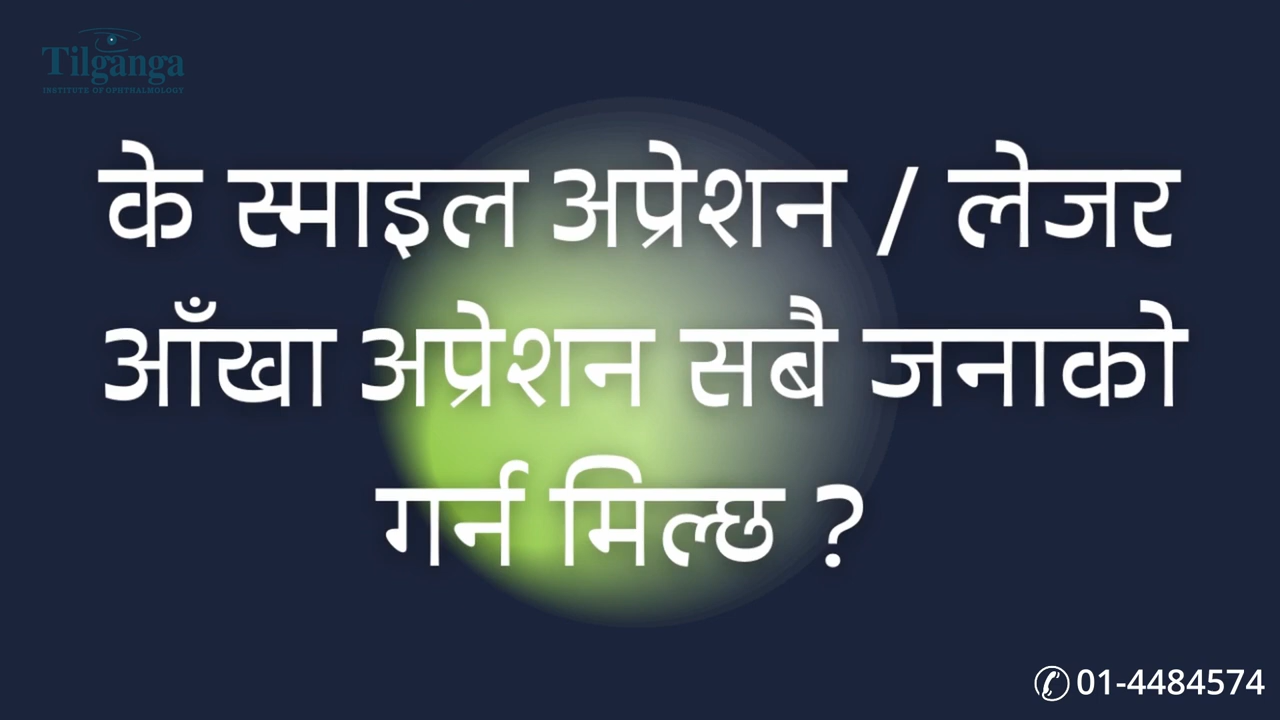 Tilganga
INSTITUTE OF OPHTHALMOLOGY
के स्माइल अप्रेशन / लेजर
आँखा अप्रेशन सबै जनाको
गर्न मिल्छ ?
01-4484574